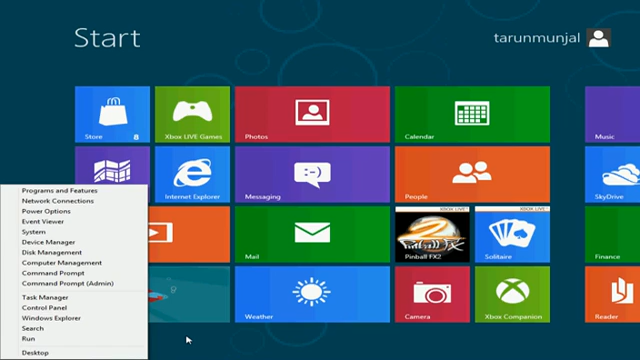 Start
tarunmunjal
Store 8
Xbox LIVE Games
Photos
Calendar
Music
Internet Explorer
Messaging
People
SkyDrive
XBOX LIVE
XBOX LIVE
2
Mail
Pinball FX2
Solitaire
Finance
Weather
Camera
Xbox Companion
Reader
Programs and Features
Network Connections
Power Options
Event Viewer
System
Device Manager
Disk Management
Computer Management
Command Prompt
Command Prompt (Admin)
Task Manager
Control Panel
Windows Explorer
Search
Run
Desktop